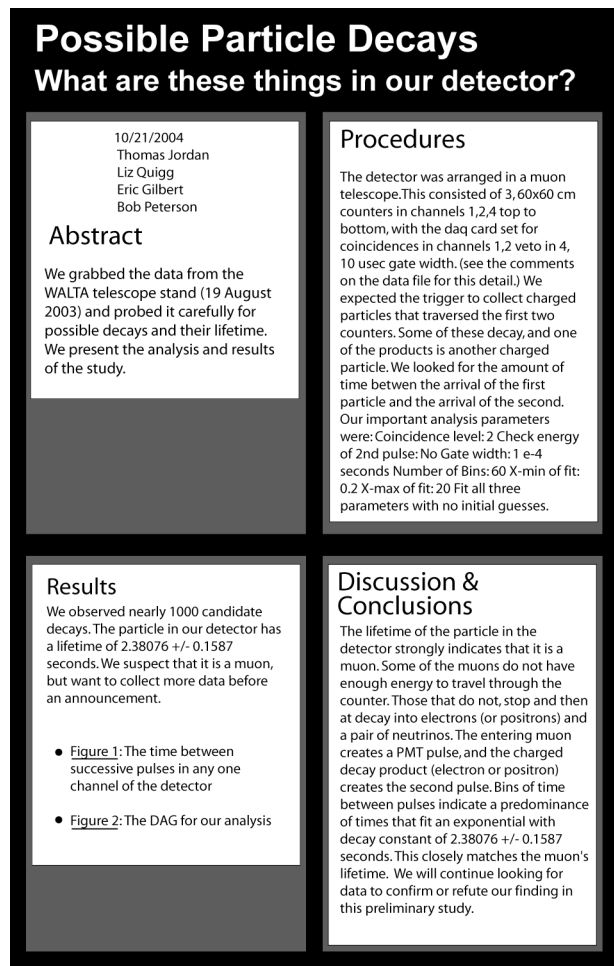 Possible Particle Decays
What are these things in our detector?
10/21/2004
Thomas Jordan
Liz Quigg
Eric Gilbert
Bob Peterson
Abstract
We grabbed the data from the
WALTA telescope stand (19 August
2003) and probed it carefully for
possible decays and their lifetime.
We present the analysis and results
of the study.
Procedures
The detector was arranged in a muon
telescope.This consisted of 3, 60x60 cm
counters in channels 1,2,4 top to
bottom, with the daq card set for
coincidences in channels 1,2 veto in 4,
10 usec gate width. (see the comments
on the data file for this detail.) We
expected the trigger to collect charged
particles that traversed the first two
counters. Some of these decay, and one
of the products is another charged
particle. We looked for the amount of
time betwen the arrival of the first
particle and the arrival of the second.
Our important analysis parameters
were: Coincidence level: 2 Check energy
of 2nd pulse: No Gate width: 1 e-4
seconds Number of Bins: 60 X-min of fit:
0.2 X-max of fit: 20 Fit all three
parameters with no initial guesses.
Results
We observed nearly 1000 candidate
decays. The particle in our detector has
a lifetime of 2.38076 +/- 0.1587
seconds. We suspect that it is a muon,
but want to collect more data before
an announcement.
• Figure 1: The time between
successive pulses in any one
channel of the detector
• Figure 2: The DAG for our analysis
Discussion &
Conclusions
The lifetime of the particle in the
detector strongly indicates that it is a
muon. Some of the muons do not have
enough energy to travel through the
counter. Those that do not, stop and then
at decay into electrons (or positrons) and
a pair of neutrinos. The entering muon
creates a PMT pulse, and the charged
decay product (electron or positron)
creates the second pulse. Bins of time
between pulses indicate a predominance
of times that fit an exponential with
decay constant of 2.38076 +/- 0.1587
seconds. This closely matches the muon's
lifetime. We will continue looking for
data to confirm or refute our finding in
this preliminary study.